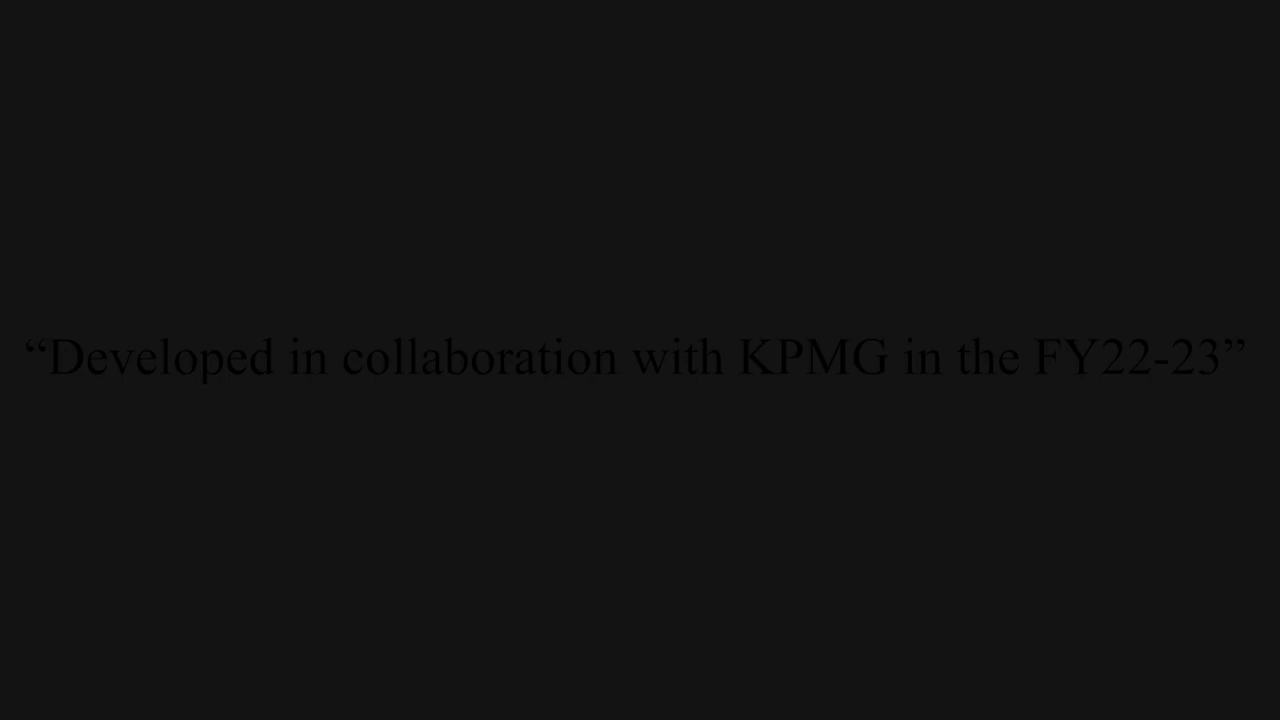 “Developed in collaboration with KPMG in the FY22-23”